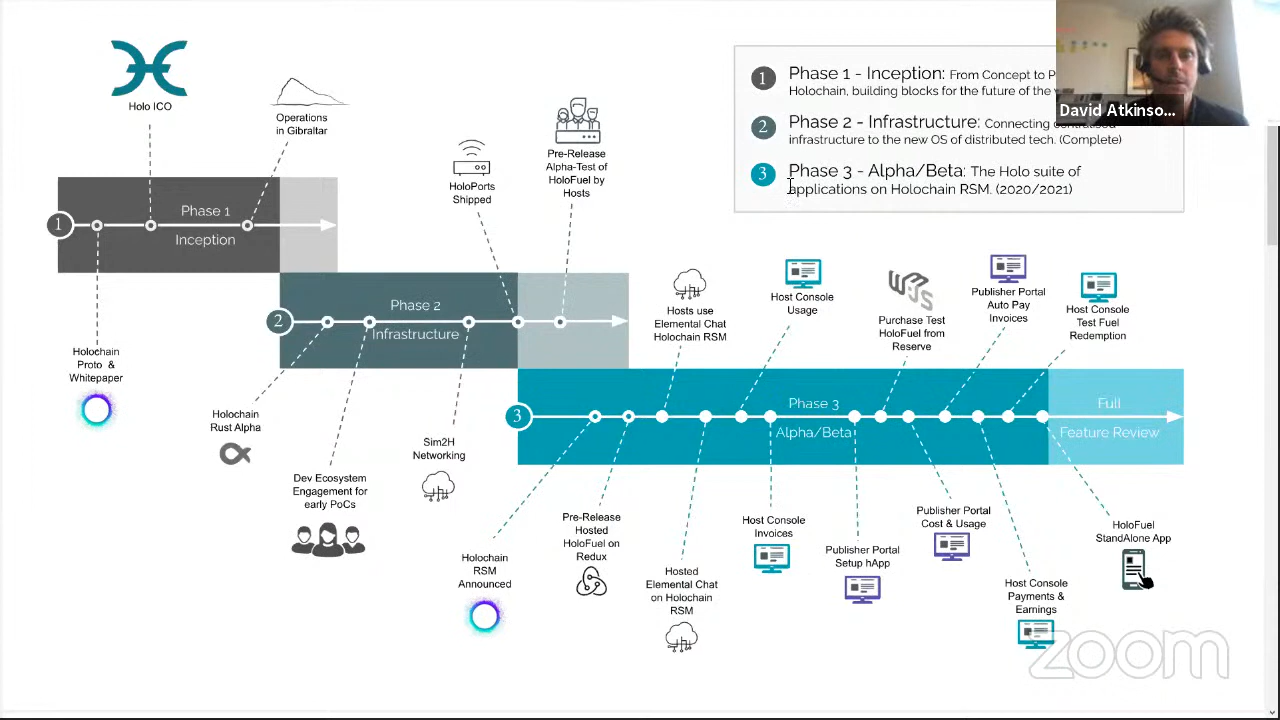 Holo ICO
Operations
in Gibraltar
1
Phase 1
Inception
Holochain
Proto &
Whitepaper
1 Phase 1 - Inception: From Concept to P
Holochain, building blocks for the future of the
2 Phase 2 - Infrastructure: Connecting centralised
infrastructure to the new OS of distributed tech. (Complete)
3 Phase 3 - Alpha/Beta: The Holo suite of
applications on Holochain RSM. (2020/2021)
David Atkinso...
HoloPorts
Shipped
Pre-Release
Alpha-Test of
HoloFuel by
Hosts
2
Phase 2
Infrastructure
Holochain
Rust Alpha
Dev Ecosystem
Engagement for
early PoCs
Sim2H
Networking
Hosts use
Elemental Chat
Holochain RSM
Host Console
Usage
Purchase Test
HoloFuel from
Reserve
Publisher Portal
Auto Pay
Invoices
Host Console
Test Fuel
Redemption
3
Phase 3
Alpha/Beta
Full
Feature Review
Holochain
RSM
Announced
Pre-Release
Hosted
HoloFuel on
Redux
Hosted
Elemental Chat
on Holochain
RSM
Host Console
Invoices
Publisher Portal
Setup hApp
Publisher Portal
Cost & Usage
Host Console
Payments &
Earnings
HoloFuel
StandAlone App
zoom